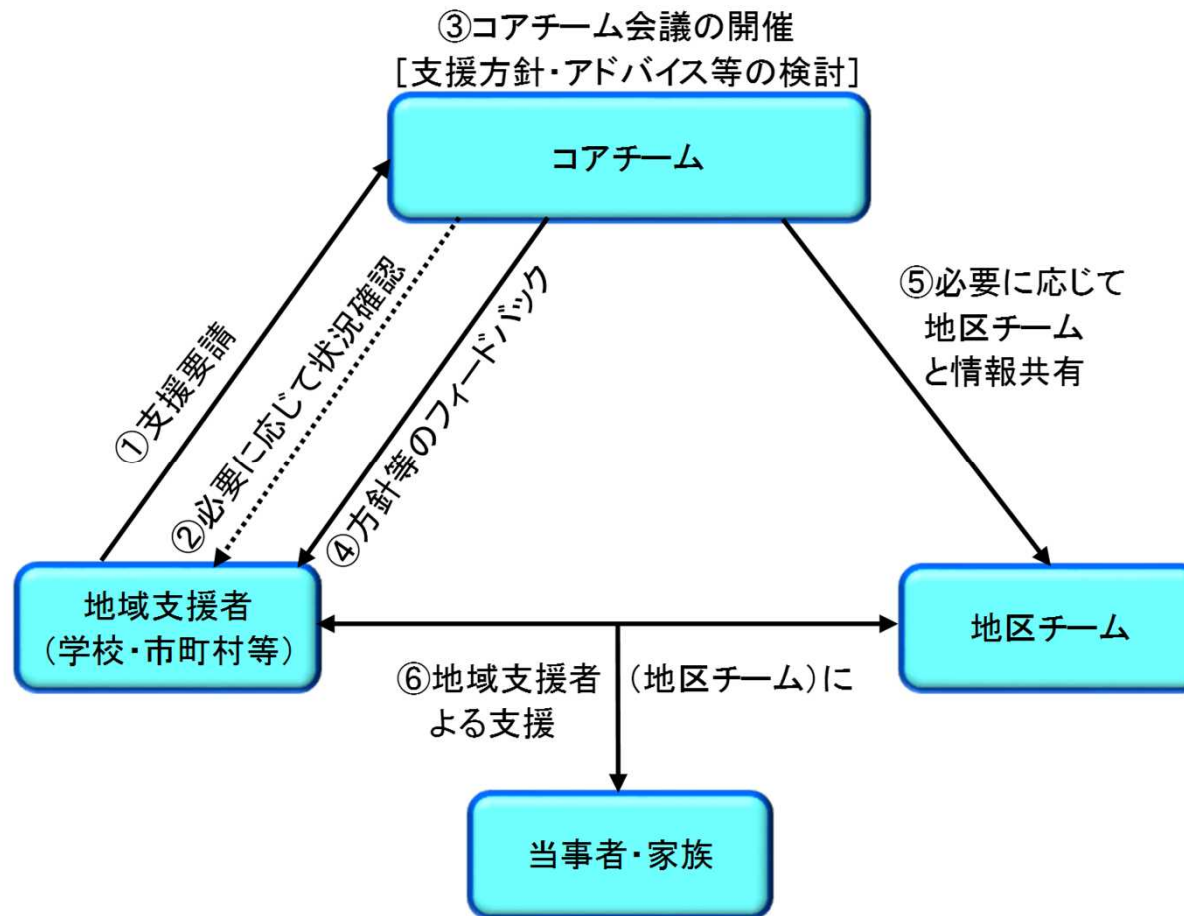 ③コアチーム会議の開催
[支援方針・アドバイス等の検討]
コアチーム
①支援要請
②必要に応じて状況確認
④方針等のフィードバック
⑤必要に応じて
地区チーム
と情報共有
地域支援者
(学校・市町村等)
地区チーム
⑥地域支援者(地区チーム)に
よる支援
当事者・家族